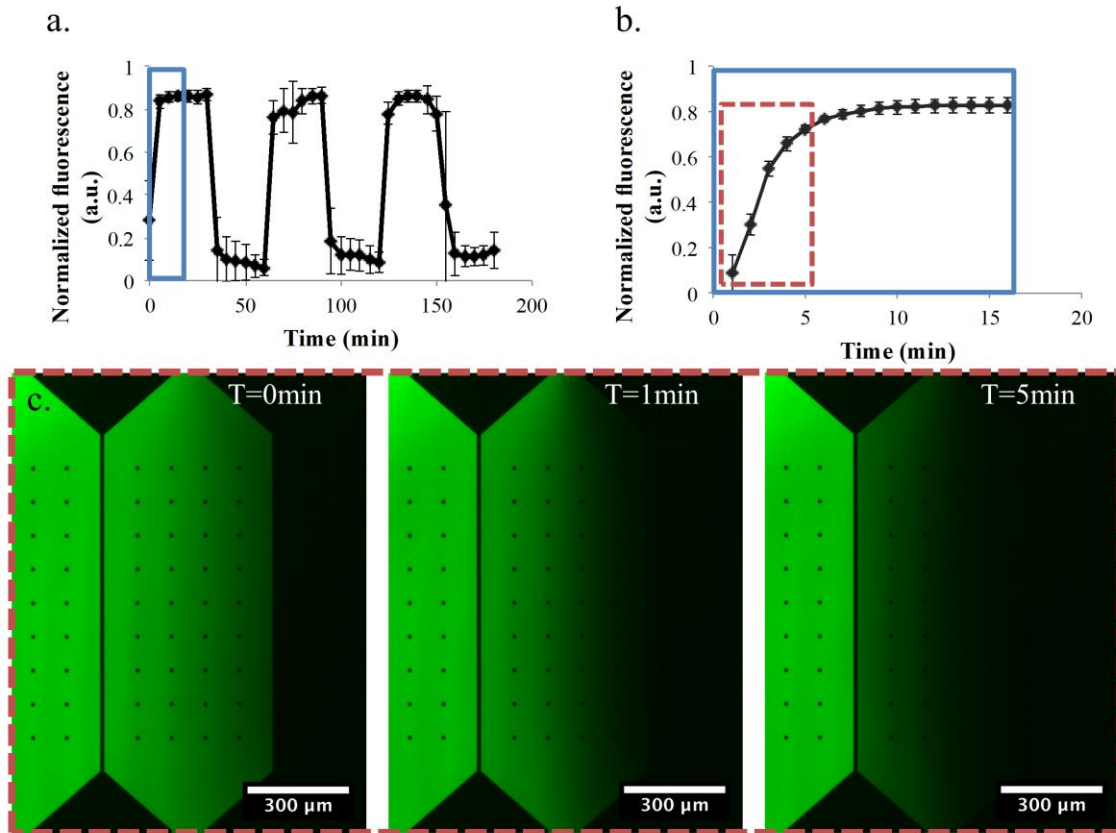 a.
Normalized fluorescence
(a.u.)
1
0.8
0.6
0.4
0.2
0
0 50 100 150 200
Time (min)
b.
Normalized fluorescence
(a.u.)
1
0.8
0.6
0.4
0.2
0
0 5 10 15 20
Time (min)
c.
T=0min
T=1min
T=5min
300 µm
300 µm
300 µm